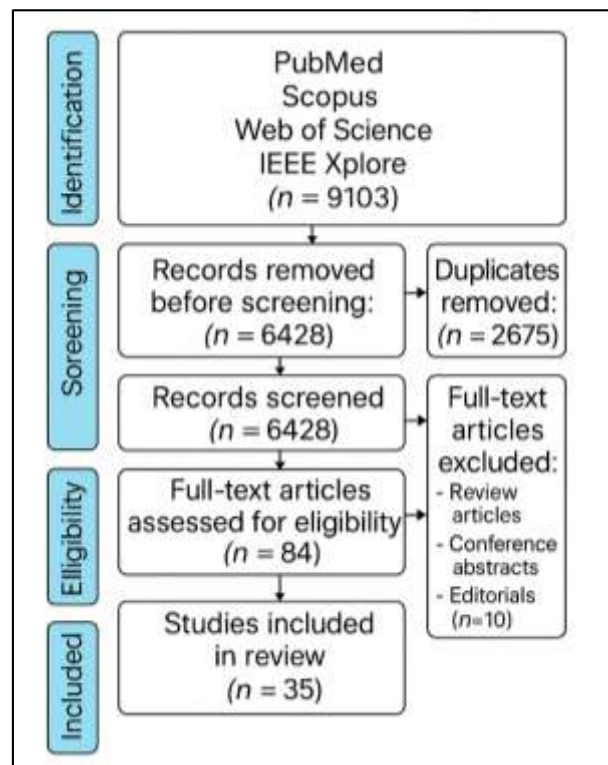 Identification
PubMed
Scopus
Web of Science
IEEE Xplore
(n = 9103)
Soreening
Records removed
before screening:
(n = 6428)
Duplicates
removed:
(n = 2675)
Records screened
(n = 6428)
Full-text
articles
excluded:
- Review
articles
- Conference
abstracts
- Editorials
(n=10)
Elligibility
Full-text articles
assessed for eligibility
(n = 84)
Included
Studies included
in review
(n = 35)